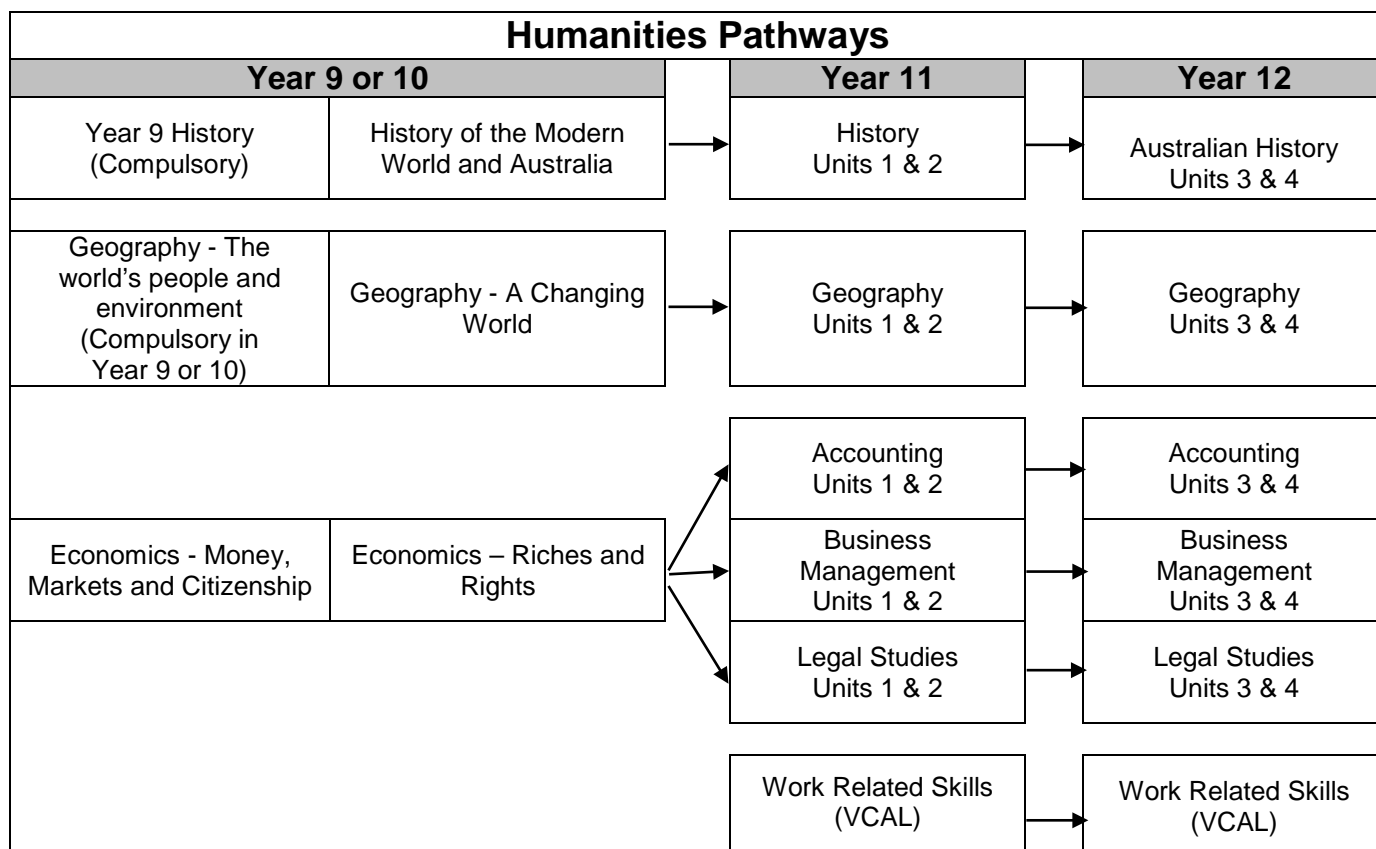 Humanities Pathways
Year 9 or 10
Year 11
Year 12
Year 9 History
(Compulsory)
History of the Modern
World and Australia
History
Units 1 & 2
Australian History
Units 3 & 4
Geography - The
world’s people and
environment
(Compulsory in
Year 9 or 10)
Geography - A Changing
World
Geography
Units 1 & 2
Geography
Units 3 & 4
Accounting
Units 1 & 2
Accounting
Units 3 & 4
Economics - Money,
Markets and Citizenship
Economics – Riches and
Rights
Business
Management
Units 1 & 2
Business
Management
Units 3 & 4
Legal Studies
Units 1 & 2
Legal Studies
Units 3 & 4
Work Related Skills
(VCAL)
Work Related Skills
(VCAL)